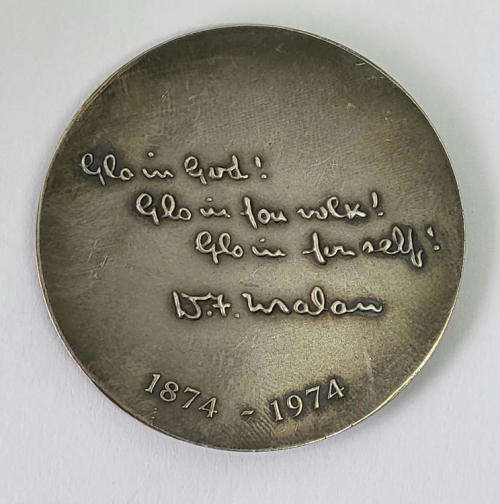 Glo in God!
Glo in jou volk!
Glo in jouself!
D.F. Malan
1874 - 1974